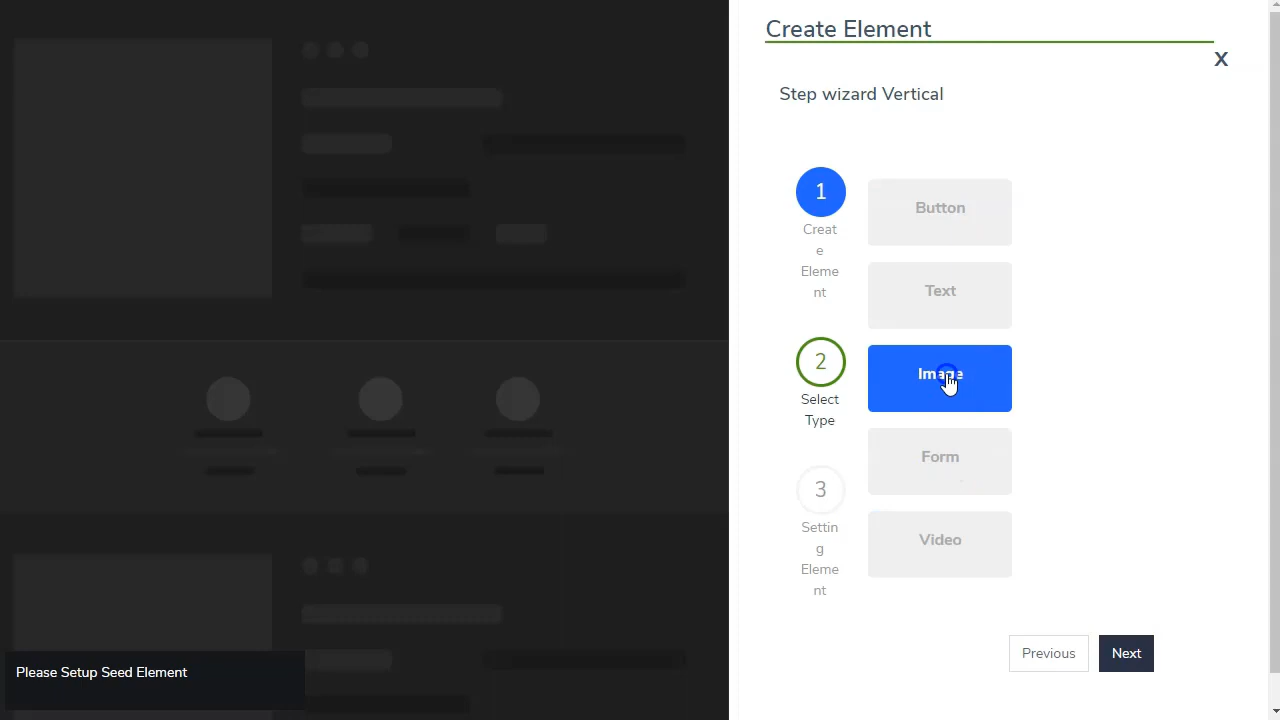 Create Element
X
Step wizard Vertical
1
Creat
e
Eleme
nt
Button
Text
2
Select
Type
Image
Form
3
Settin
g
Eleme
nt
Video
Previous
Next
Please Setup Seed Element